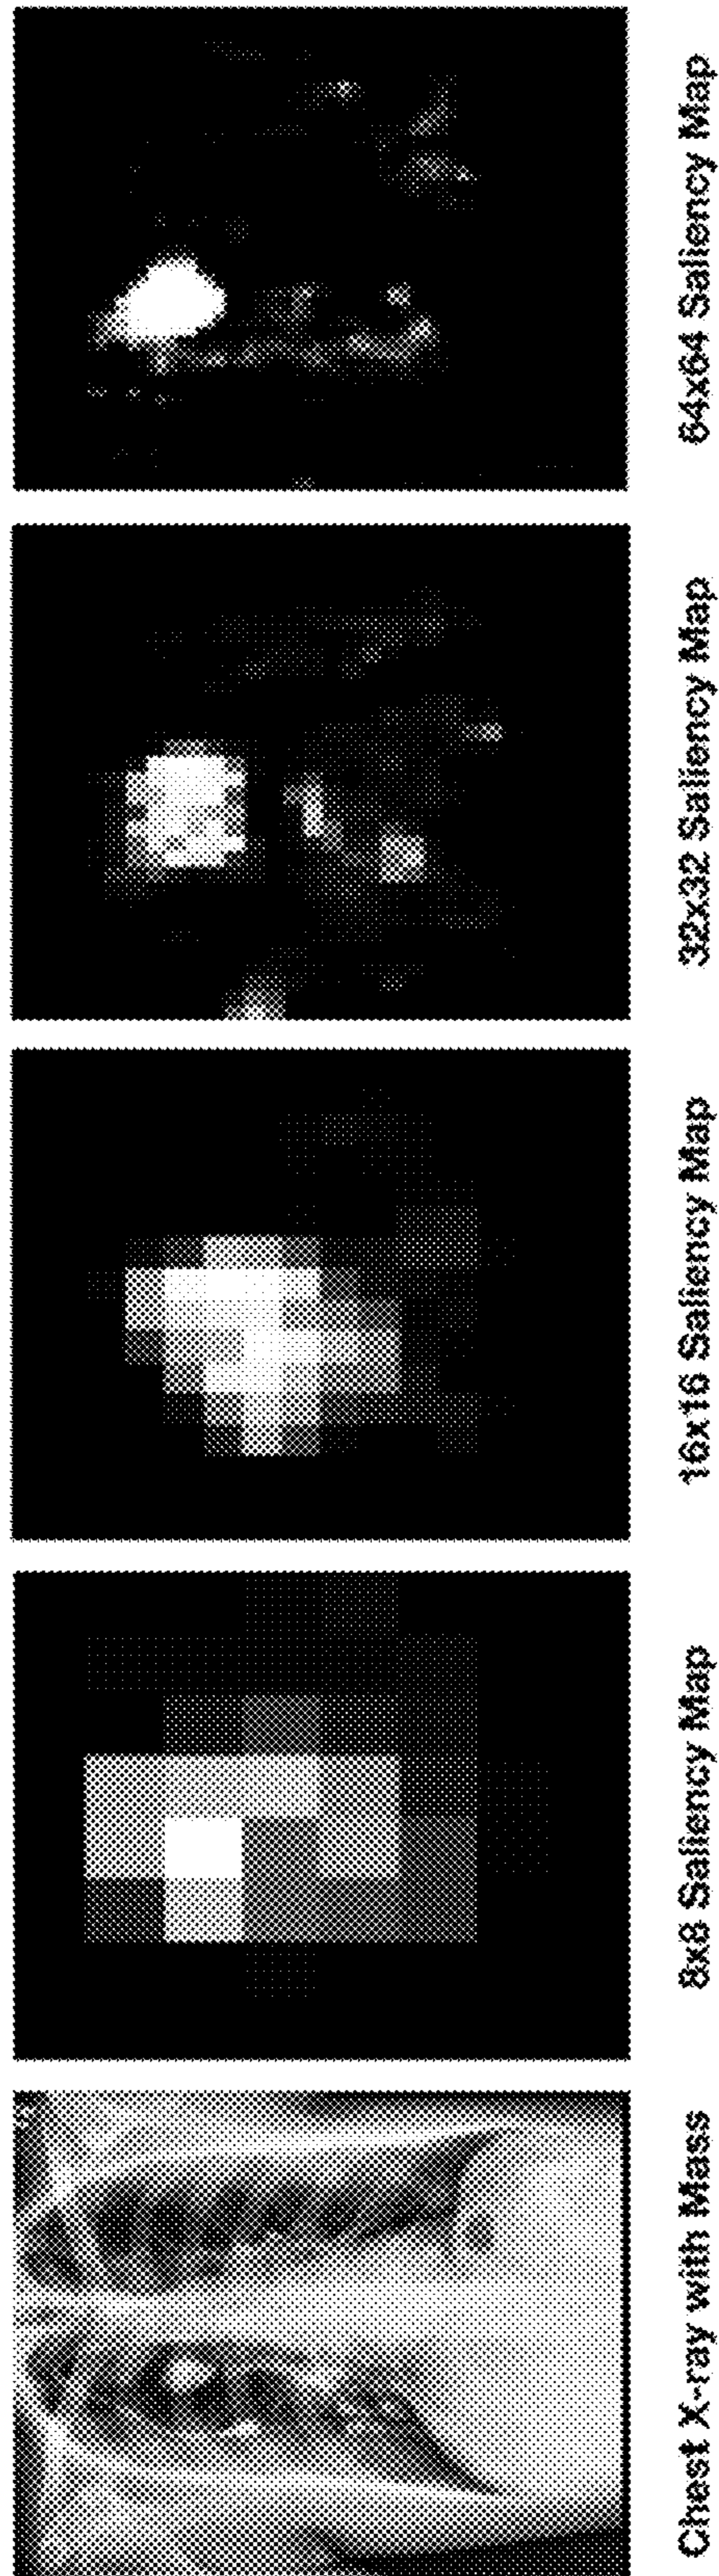 Chest X-ray with Mass
8x8 Saliency Map
16x16 Saliency Map
32x32 Saliency Map
64x64 Saliency Map